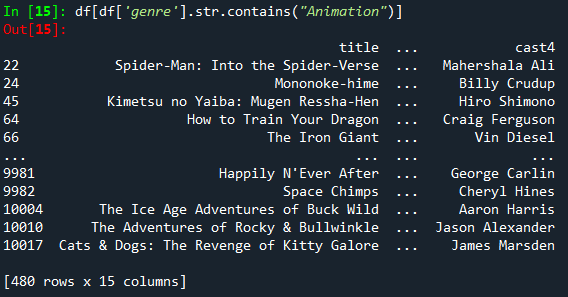 In [15]: df[df['genre'].str.contains("Animation")]
Out[15]:
title ... cast4
22 Spider-Man: Into the Spider-Verse ... Mahershala Ali
24 Mononoke-hime ... Billy Crudup
45 Kimetsu no Yaiba: Mugen Ressha-Hen ... Hiro Shimono
64 How to Train Your Dragon ... Craig Ferguson
66 The Iron Giant ... Vin Diesel
... ... ... ...
9981 Happily N'Ever After ... George Carlin
9982 Space Chimps ... Cheryl Hines
10004 The Ice Age Adventures of Buck Wild ... Aaron Harris
10010 The Adventures of Rocky & Bullwinkle ... Jason Alexander
10017 Cats & Dogs: The Revenge of Kitty Galore ... James Marsden
[480 rows x 15 columns]